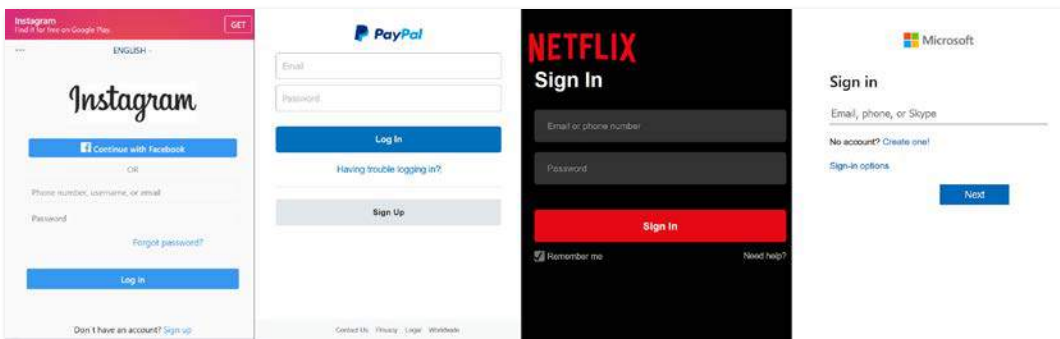 Instagram
Find it for free on Google Play.
GET
ENGLISH
Instagram
Continue with Facebook
OR
Phone number, username, or email
Password
Forgot password?
Log in
Don't have an account? Sign up
PayPal
Email
Password
Log In
Having trouble logging in?
Sign Up
Contact Us Privacy Legal Worldwide
NETFLIX
Sign In
Email or phone number
Password
Sign In
Remember me
Need help?
Microsoft
Sign in
Email, phone, or Skype
No account? Create one!
Sign-in options
Next